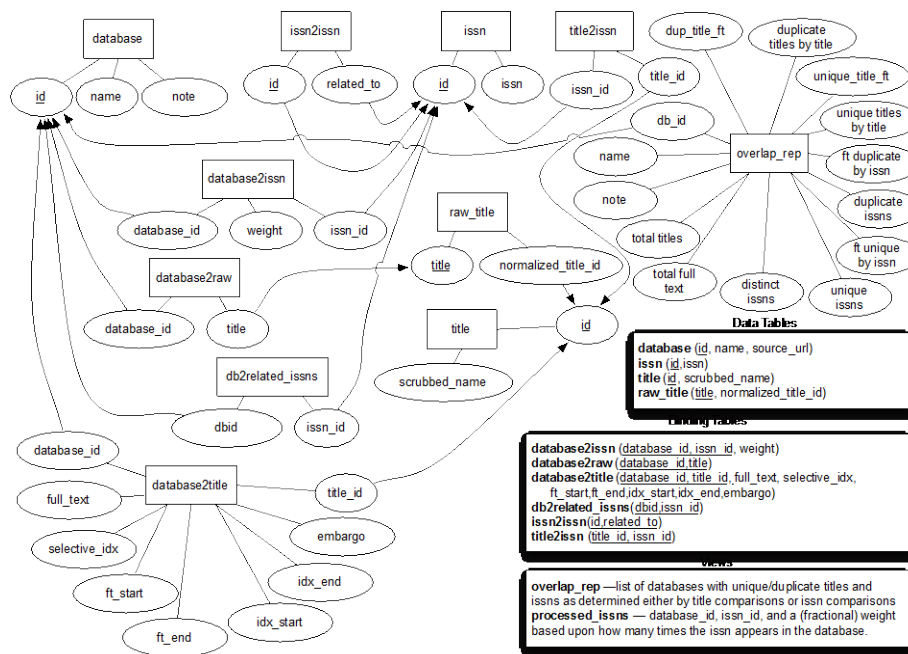 database
id
name
note
issn2issn
id
related_to
issn
id
issn
title2issn
issn_id
title_id
dup_title_ft
duplicate
titles by title
unique_title_ft
unique titles
by title
db_id
name
note
overlap_rep
ft duplicate
by issn
duplicate
issns
ft unique
by issn
unique
issns
distinct
issns
total titles
total full
text
database2issn
database_id
weight
issn_id
raw_title
title
normalized_title_id
database2raw
database_id
title
title
id
scrubbed_name
db2related_issns
dbid
issn_id
database_id
full_text
database2title
title_id
selective_idx
embargo
ft_start
idx_end
ft_end
idx_start
Data Tables
database (id, name, source_url)
issn (id,issn)
title (id, scrubbed_name)
raw_title (title, normalized_title_id)
Binding Tables
database2issn (database_id, issn_id, weight)
database2raw (database_id,title)
database2title (database_id, title_id,full_text, selective_idx,
ft_start,ft_end,idx_start,idx_end,embargo)
db2related_issns(dbid,issn_id)
issn2issn(id,related_to)
title2issn (title_id, issn_id)
Views
overlap_rep —list of databases with unique/duplicate titles and
issns as determined either by title comparisons or issn comparisons
processed_issns — database_id, issn_id, and a (fractional) weight
based upon how many times the issn appears in the database.